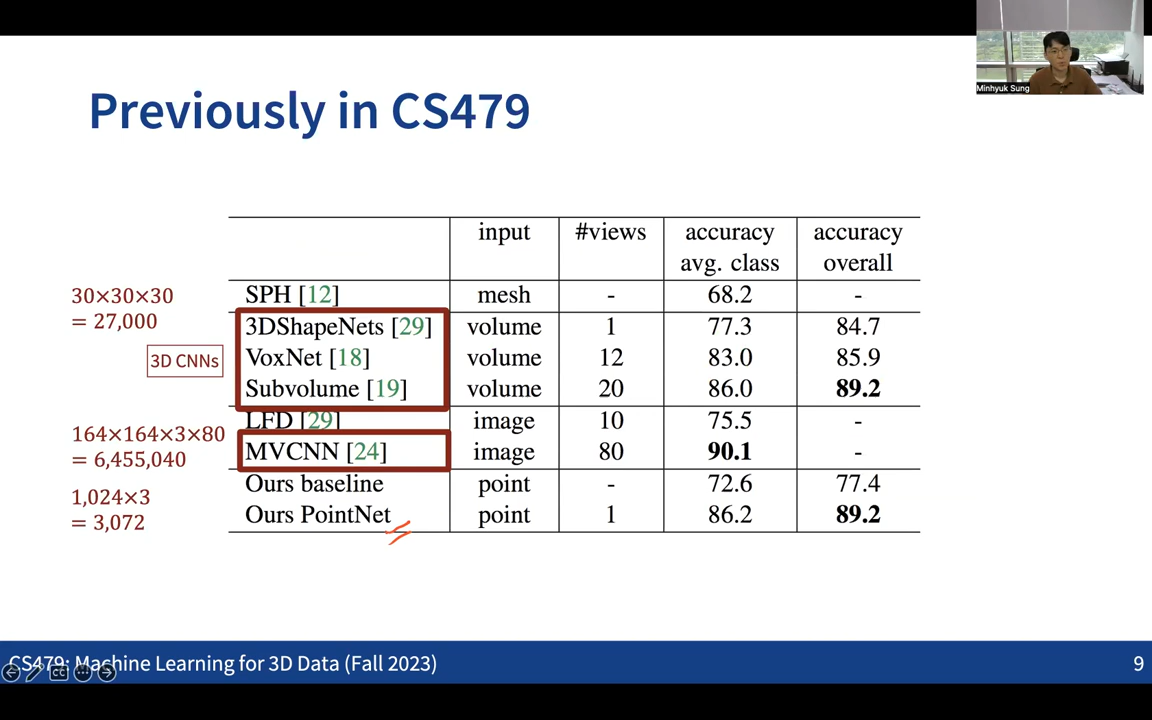 Minhyuk Sung
Previously in CS479
input #views accuracy accuracy
avg. class overall
30×30×30
= 27,000
3D CNNs
164×164×3×80
= 6,455,040
1,024×3
= 3,072
SPH [12] mesh - 68.2 -
3DShapeNets [29] volume 1 77.3 84.7
VoxNet [18] volume 12 83.0 85.9
Subvolume [19] volume 20 86.0 89.2
LFD [29] image 10 75.5 -
MVCNN [24] image 80 90.1 -
Ours baseline point - 72.6 77.4
Ours PointNet point 1 86.2 89.2
CS479: Machine Learning for 3D Data (Fall 2023)
CC
9